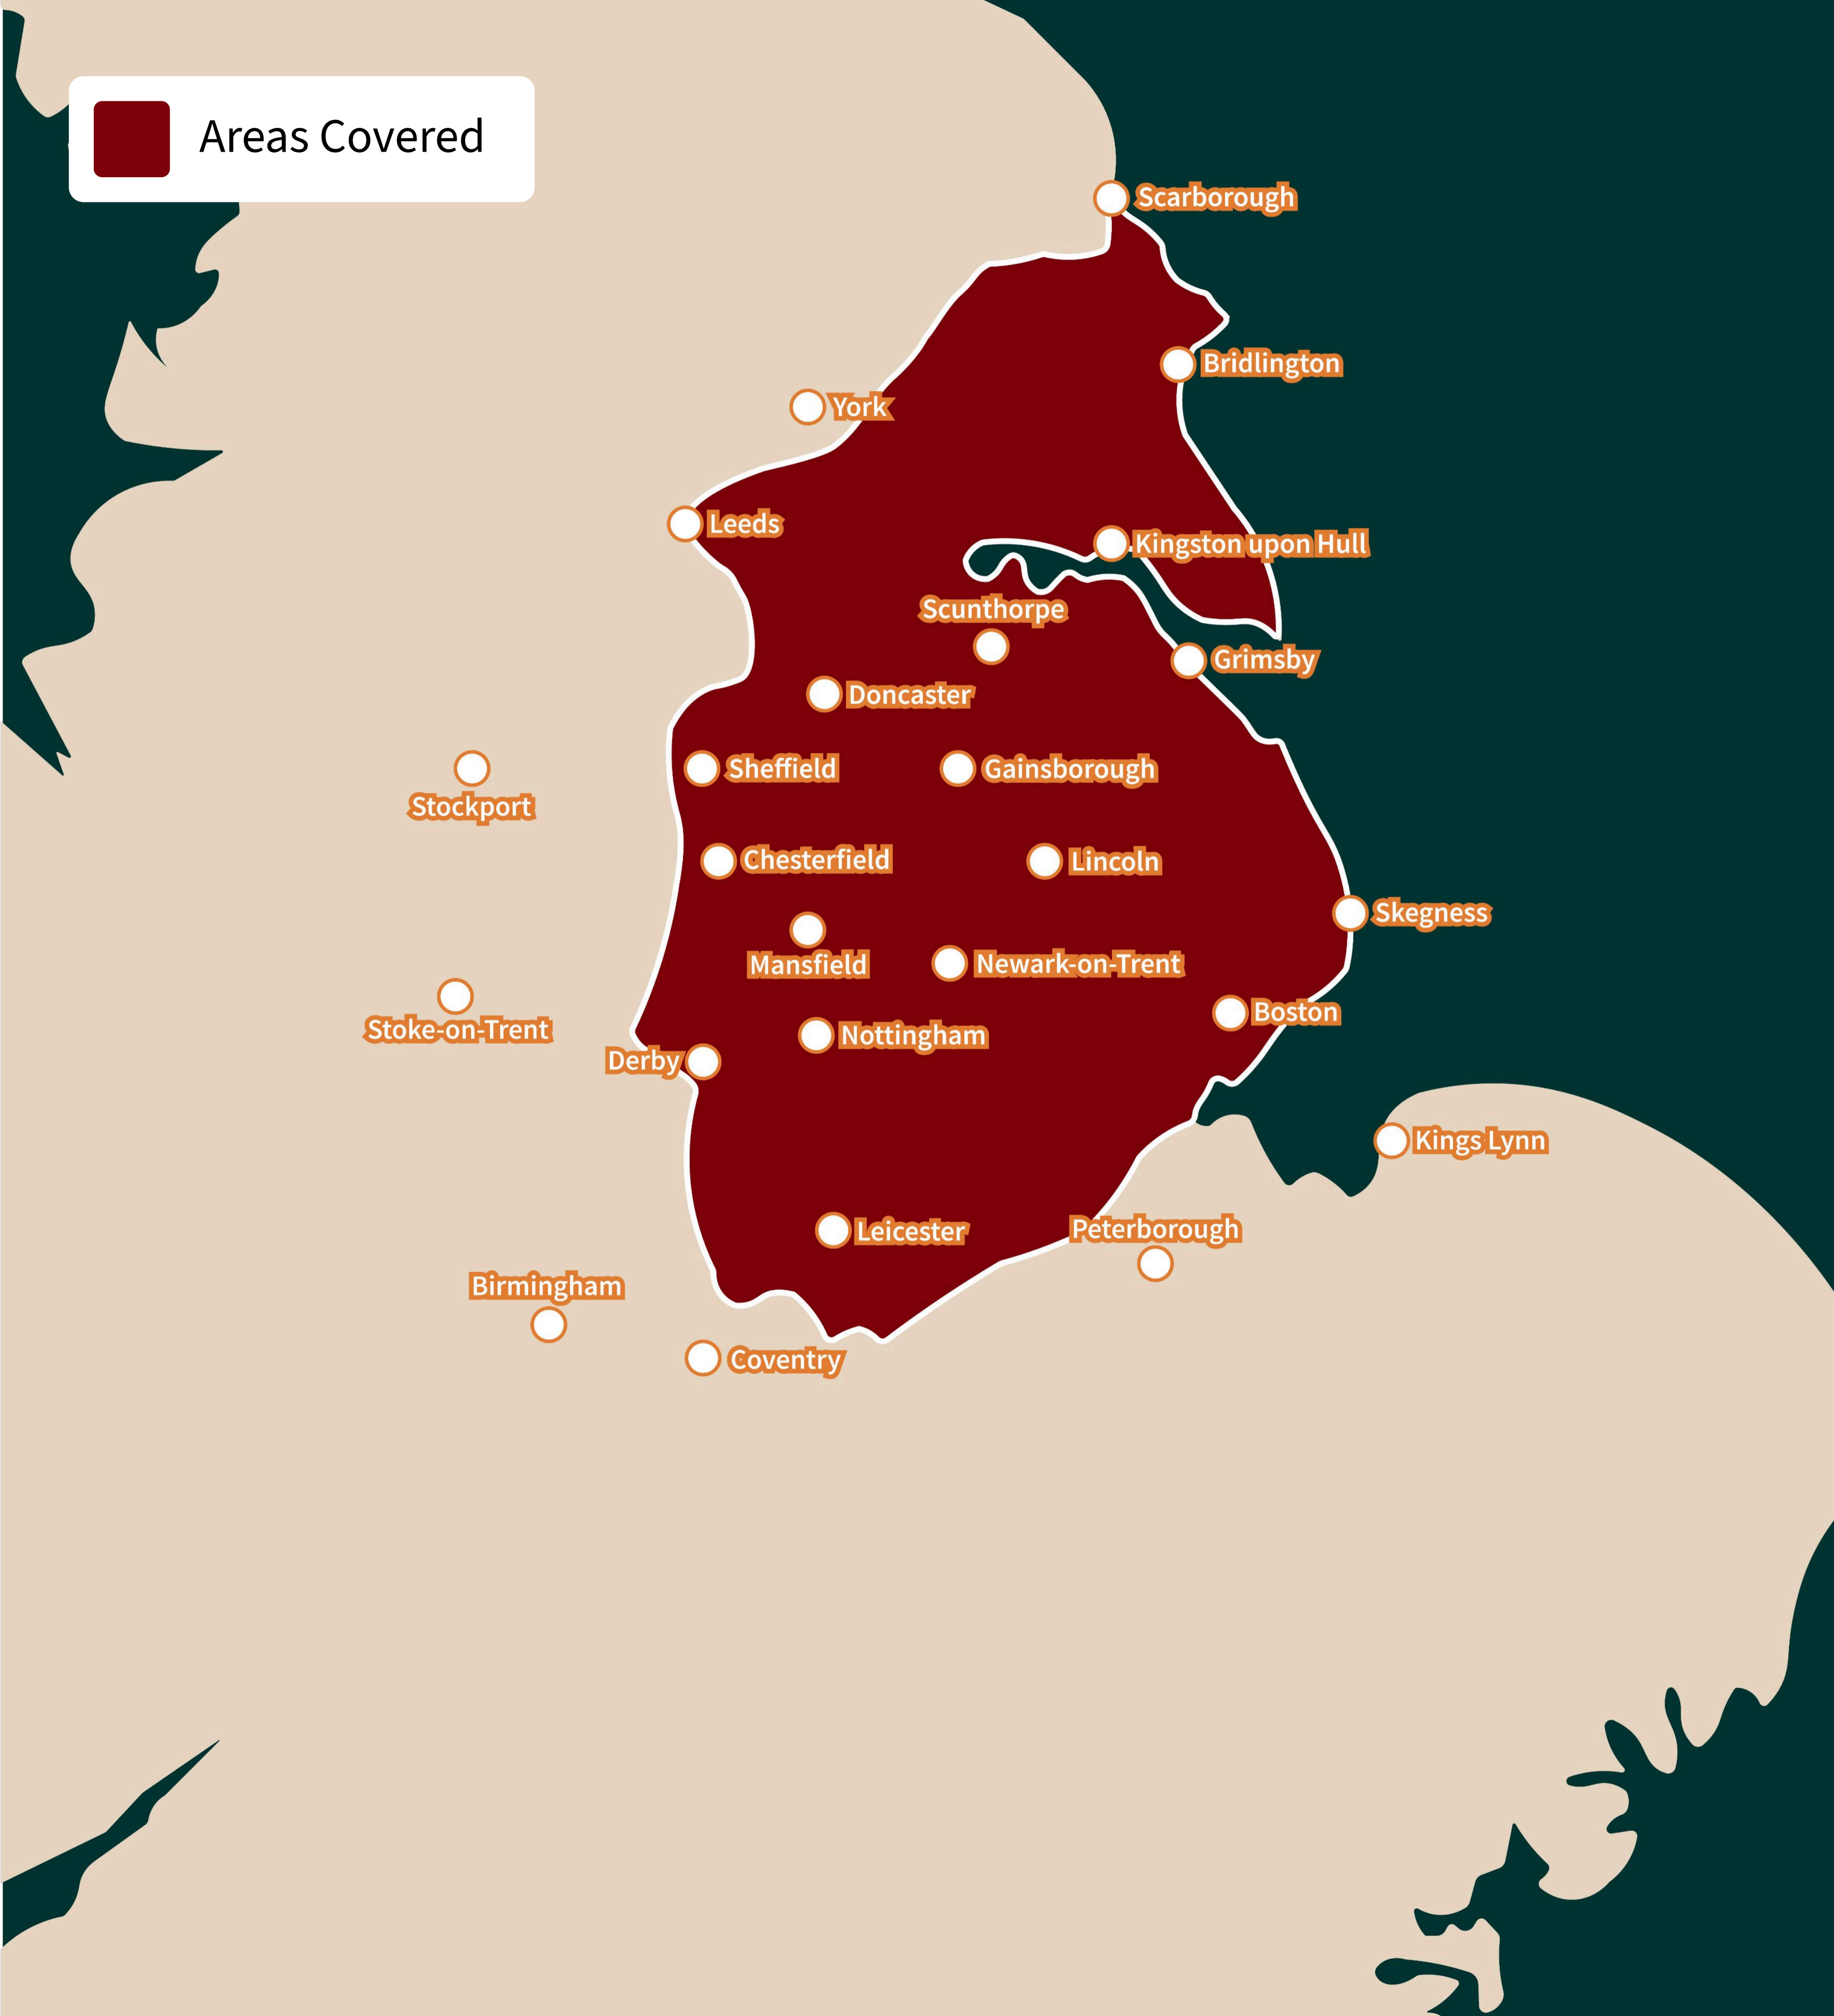 Areas Covered
Scarborough
Bridlington
York
Leeds
Kingston upon Hull
Scunthorpe
Grimsby
Doncaster
Sheffield
Gainsborough
Stockport
Chesterfield
Lincoln
Skegness
Mansfield
Newark-on-Trent
Boston
Stoke-on-Trent
Nottingham
Derby
Kings Lynn
Leicester
Peterborough
Birmingham
Coventry